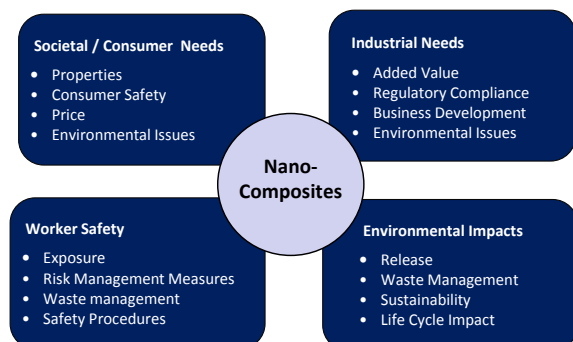 Societal / Consumer Needs
• Properties
• Consumer Safety
• Price
• Environmental Issues
Industrial Needs
• Added Value
• Regulatory Compliance
• Business Development
• Environmental Issues
Nano-
Composites
Worker Safety
• Exposure
• Risk Management Measures
• Waste management
• Safety Procedures
Environmental Impacts
• Release
• Waste Management
• Sustainability
• Life Cycle Impact